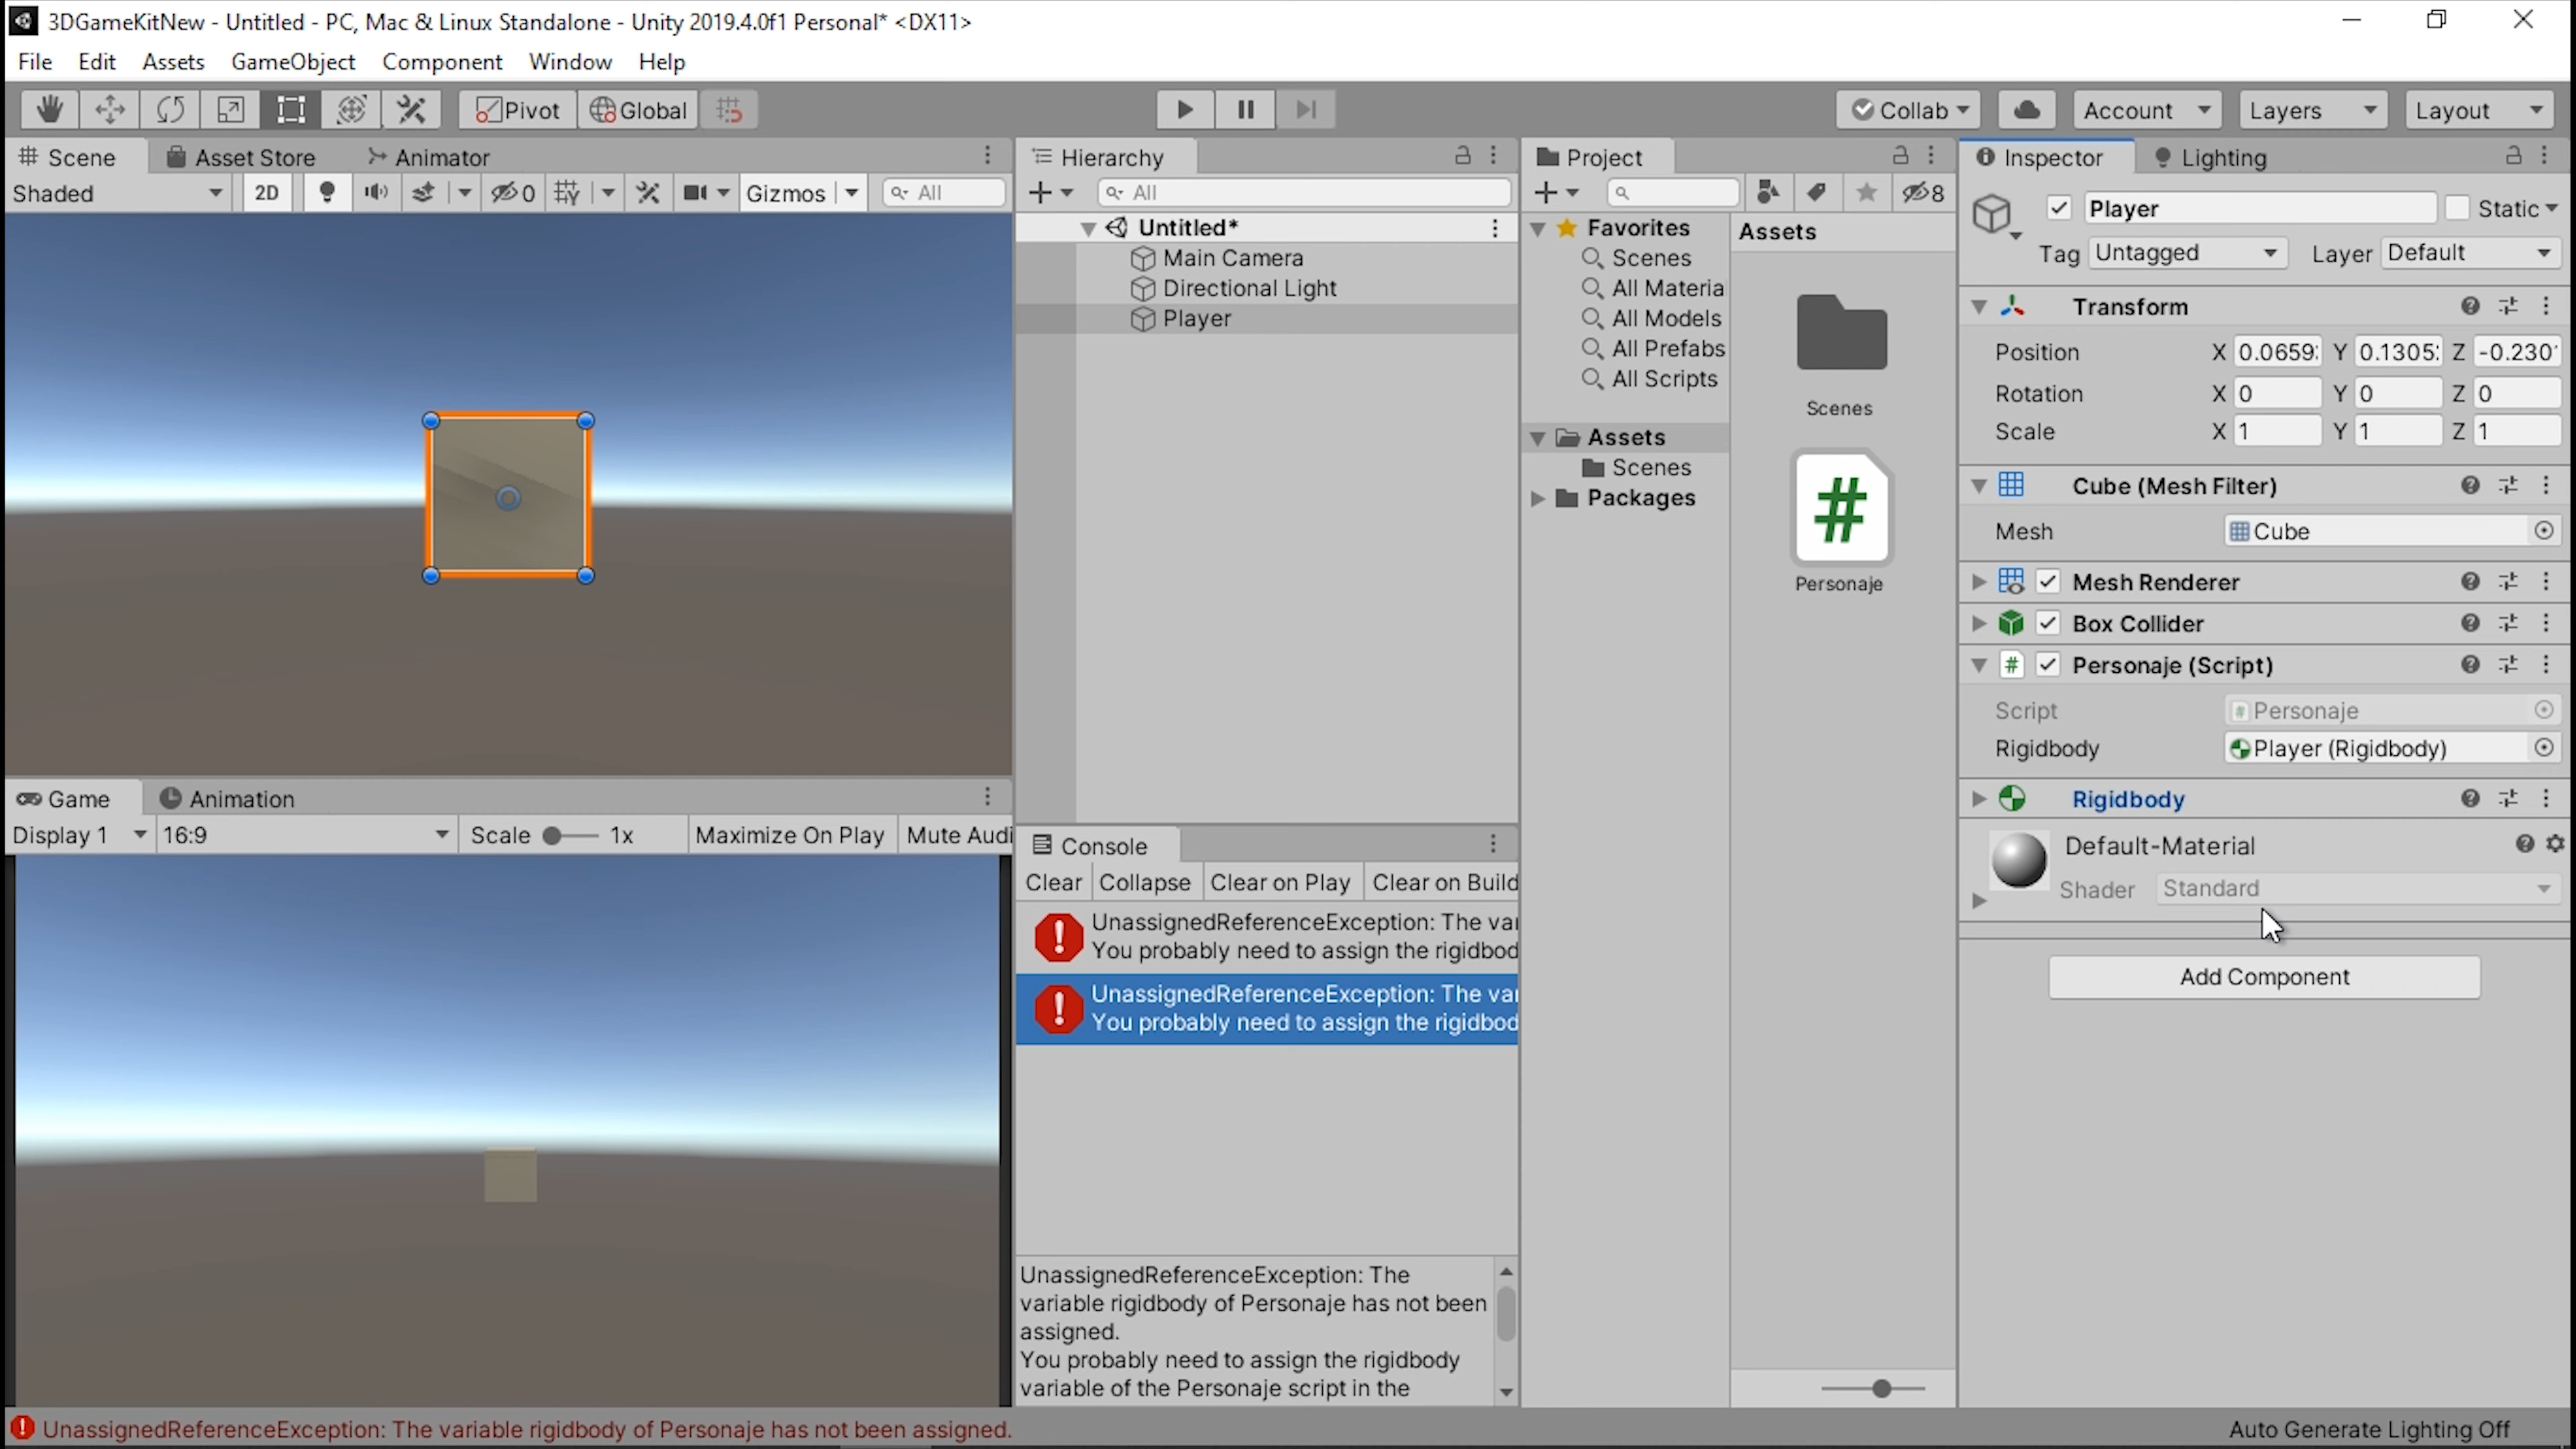 3DGameKitNew - Untitled - PC, Mac & Linux Standalone - Unity 2019.4.0f1 Personal* <DX11>
File Edit Assets GameObject Component Window Help
Pivot Global Collab Account Layers Layout
Scene Asset Store Animator
Shaded 2D 0 Gizmos All
Hierarchy
All
Untitled*
Main Camera
Directional Light
Player
Project
8
Favorites
Scenes
All Materia
All Models
All Prefabs
All Scripts
Assets
Scenes
Packages
Assets
Scenes
Personaje
Inspector Lighting
Player Static
Tag Untagged Layer Default
Transform
Position X 0.0659 Y 0.1305 Z -0.230
Rotation X 0 Y 0 Z 0
Scale X 1 Y 1 Z 1
Cube (Mesh Filter)
Mesh Cube
Mesh Renderer
Box Collider
Personaje (Script)
Script Personaje
Rigidbody Player (Rigidbody)
Rigidbody
Default-Material
Shader Standard
Add Component
Game Animation
Display 1 16:9 Scale 1x Maximize On Play Mute Audi
Console
Clear Collapse Clear on Play Clear on Build
UnassignedReferenceException: The var
You probably need to assign the rigidbod
UnassignedReferenceException: The var
You probably need to assign the rigidbod
UnassignedReferenceException: The
variable rigidbody of Personaje has not been
assigned.
You probably need to assign the rigidbody
variable of the Personaje script in the
UnassignedReferenceException: The variable rigidbody of Personaje has not been assigned.
Auto Generate Lighting Off